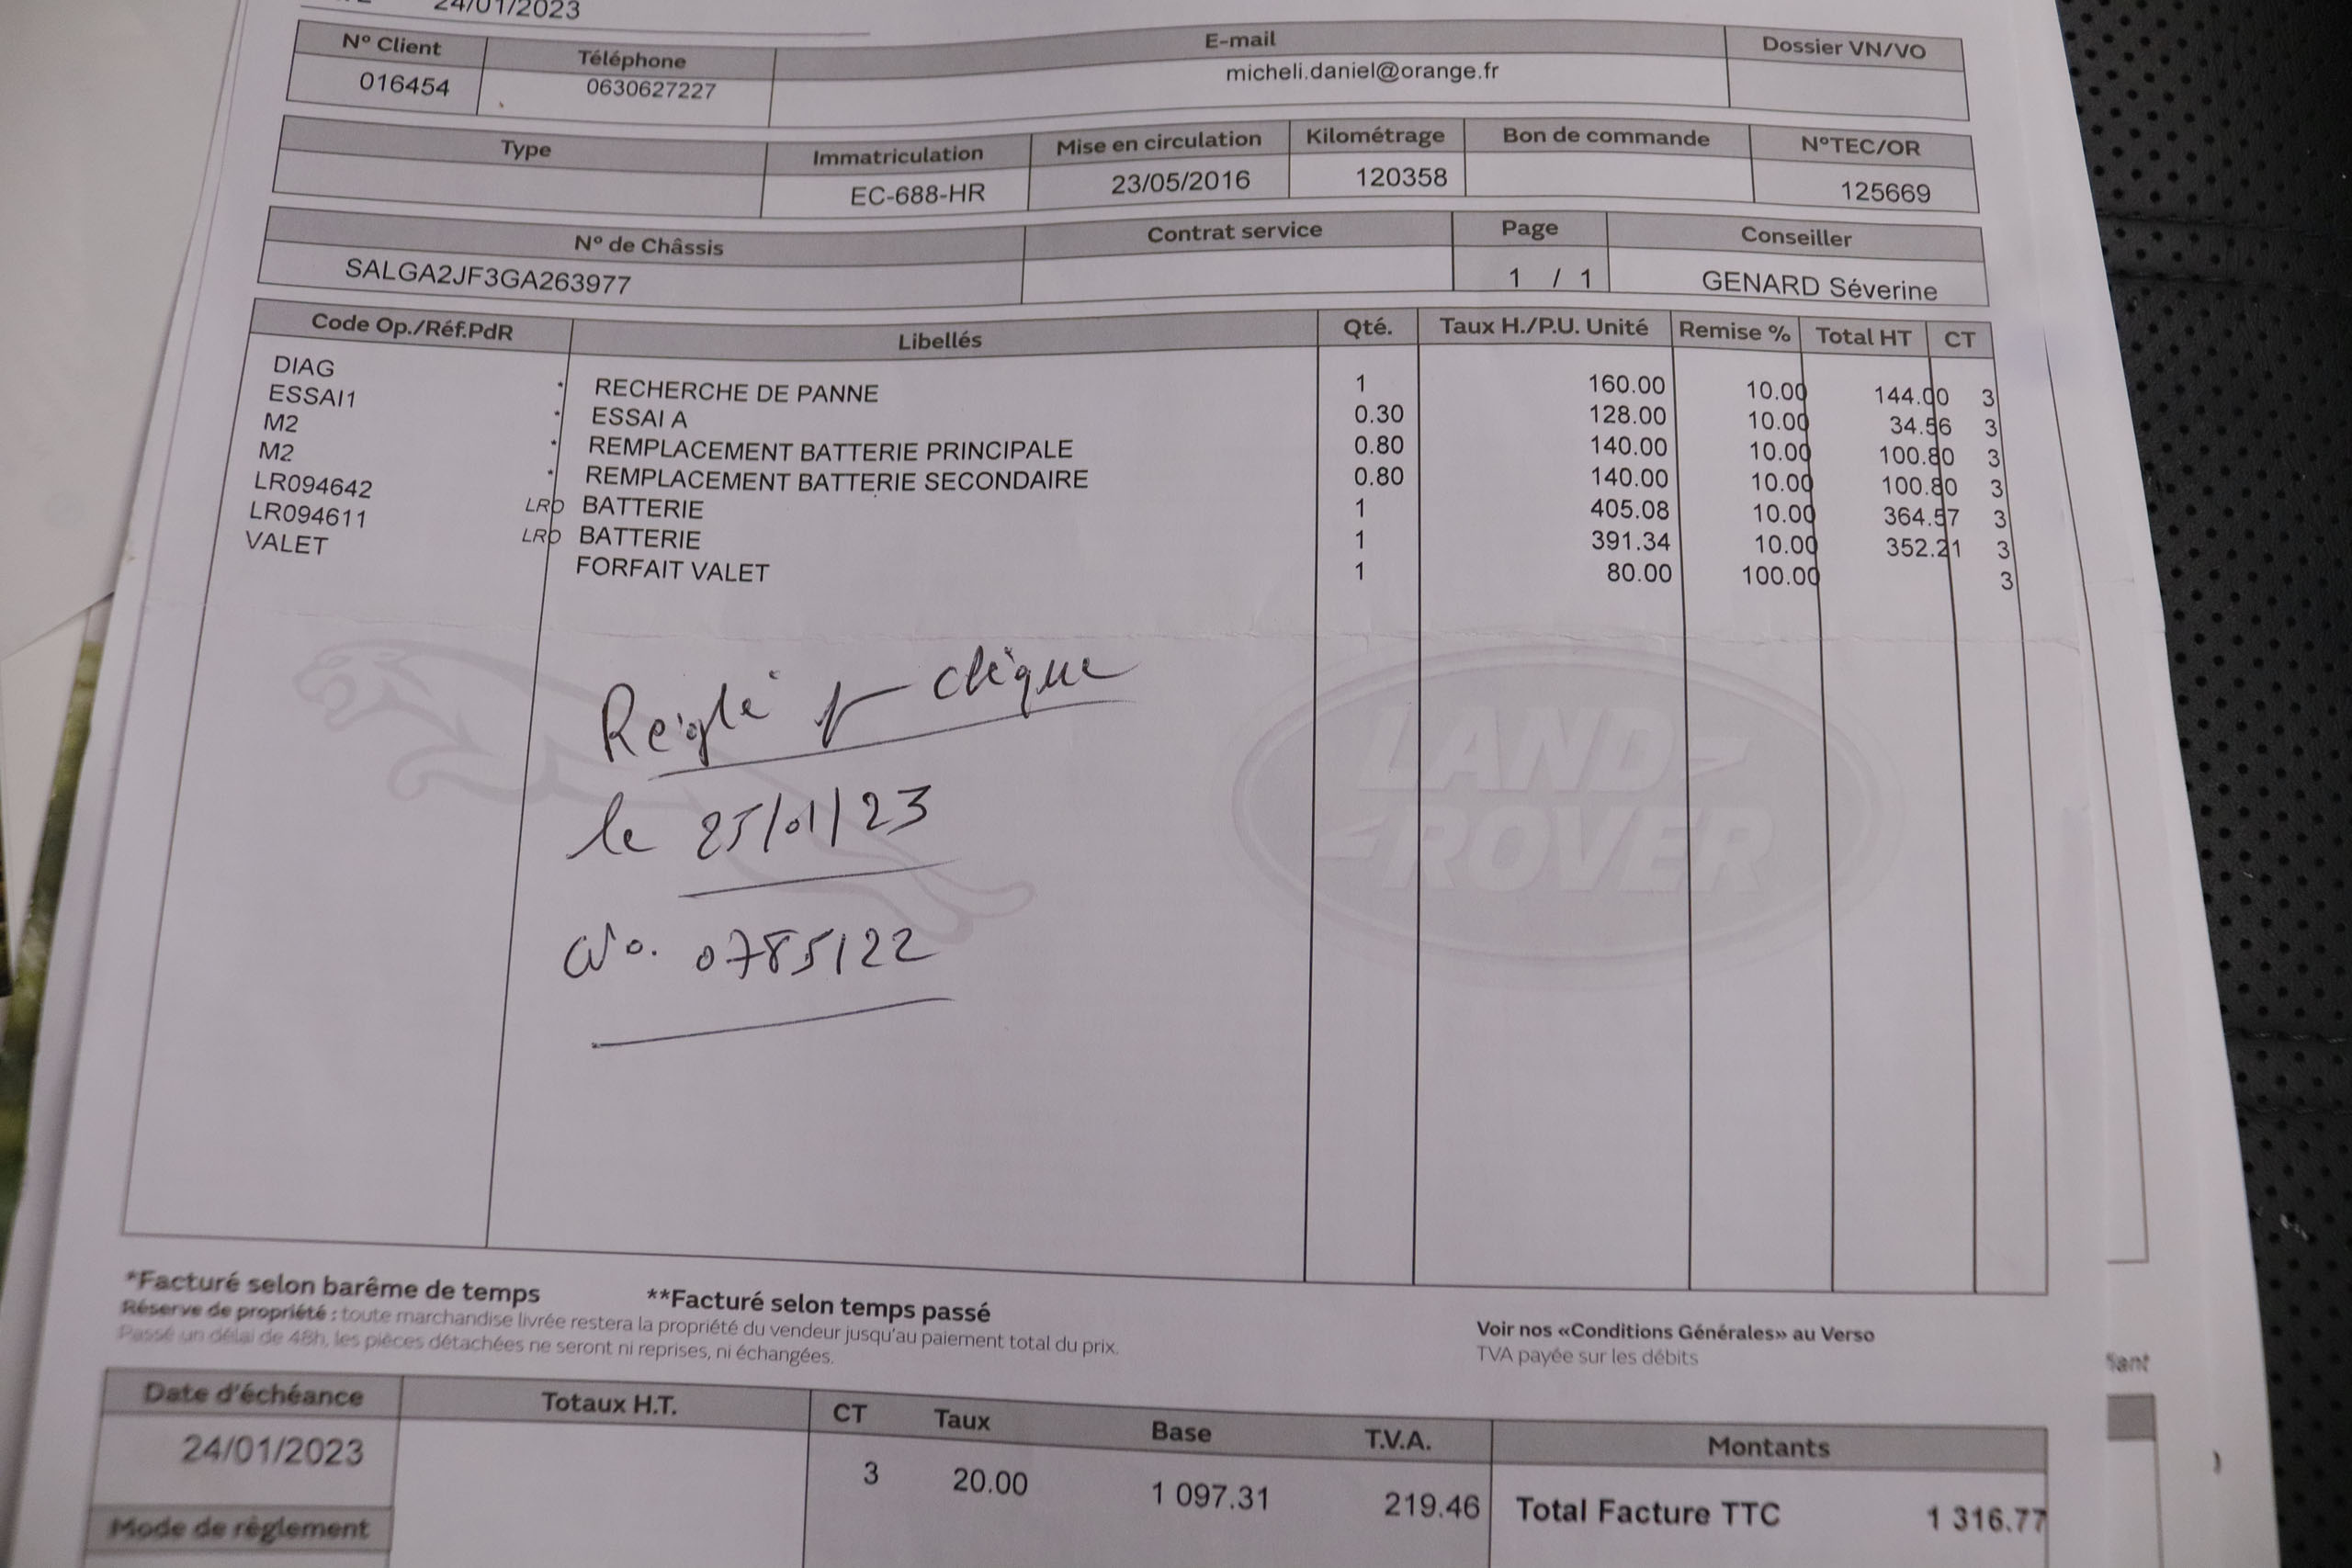 24/01/2023
N° Client Téléphone E-mail Dossier VN/VO
016454 0630627227 micheli.daniel@orange.fr
Type Immatriculation Mise en circulation Kilométrage Bon de commande N°TEC/OR
EC-688-HR 23/05/2016 120358 125669
N° de Châssis Contrat service Page Conseiller
SALGA2JF3GA263977 1 / 1 GENARD Séverine
Code Op./Réf.PdR Libellés Qté. Taux H./P.U. Unité Remise % Total HT CT
DIAG * RECHERCHE DE PANNE 1 160.00 10.00 144.00 3
ESSAI1 * ESSAI A 0.30 128.00 10.00 34.56 3
M2 * REMPLACEMENT BATTERIE PRINCIPALE 0.80 140.00 10.00 100.80 3
M2 * REMPLACEMENT BATTERIE SECONDAIRE 0.80 140.00 10.00 100.80 3
LR094642 LRD BATTERIE 1 405.08 10.00 364.57 3
LR094611 LRD BATTERIE 1 391.34 10.00 352.21 3
VALET FORFAIT VALET 1 80.00 100.00 3
Reiglé chèque
le 25/01/23
N°. 0785122
LAND
ROVER
*Facturé selon barême de temps **Facturé selon temps passé
Réserve de propriété : toute marchandise livrée restera la propriété du vendeur jusqu'au paiement total du prix.
Passé un délai de 48h, les pièces détachées ne seront ni reprises, ni échangées.
Voir nos «Conditions Générales» au Verso
TVA payée sur les débits
Date d'échéance Totaux H.T. CT Taux Base T.V.A. Montants
24/01/2023 3 20.00 1 097.31 219.46 Total Facture TTC 1 316.77
Mode de règlement